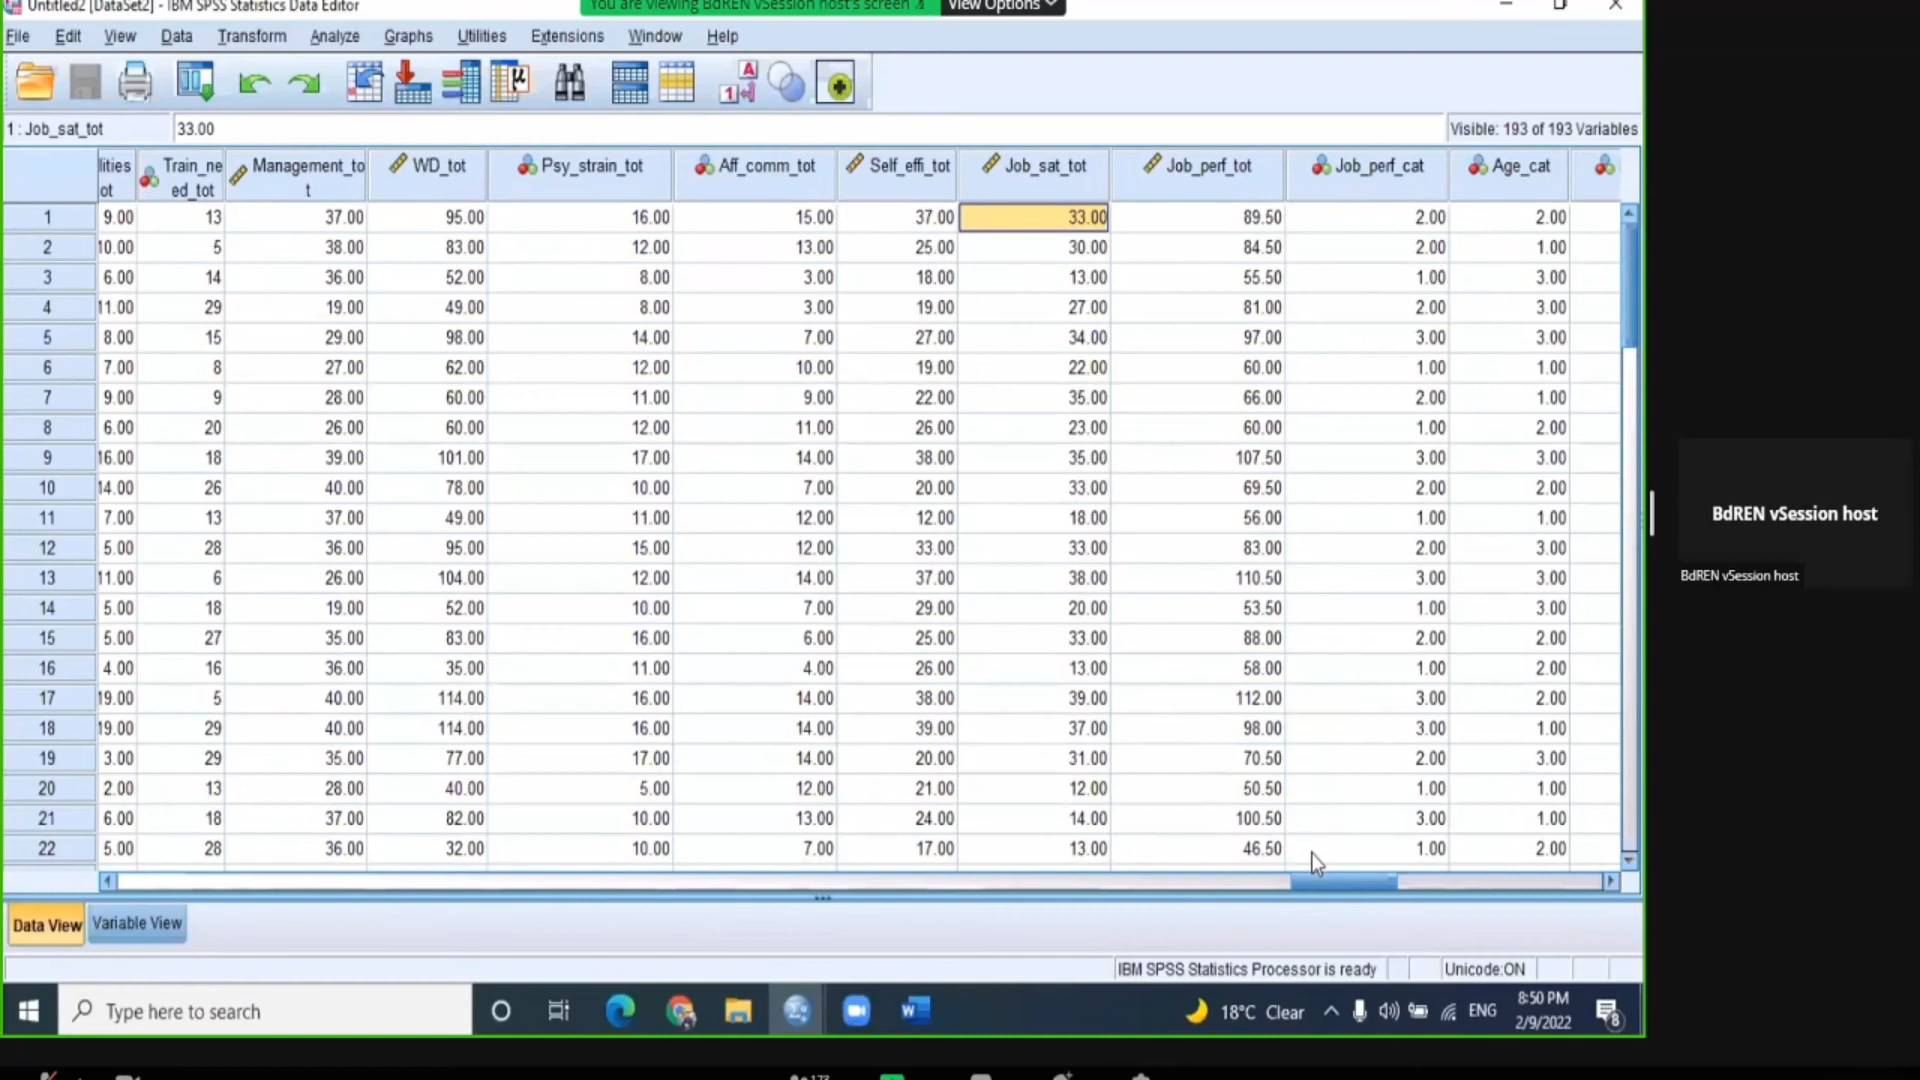 Untitled2 [DataSet2] - IBM SPSS Statistics Data Editor
You are viewing BdREN vSession host's screen
View Options
File Edit View Data Transform Analyze Graphs Utilities Extensions Window Help
1 : Job_sat_tot 33.00 Visible: 193 of 193 Variables
lities Train_ne Management_to WD_tot Psy_strain_tot Aff_comm_tot Self_effi_tot Job_sat_tot Job_perf_tot Job_perf_cat Age_cat
ot ed_tot t
1 9.00 13 37.00 95.00 16.00 15.00 37.00 33.00 89.50 2.00 2.00
2 10.00 5 38.00 83.00 12.00 13.00 25.00 30.00 84.50 2.00 1.00
3 6.00 14 36.00 52.00 8.00 3.00 18.00 13.00 55.50 1.00 3.00
4 11.00 29 19.00 49.00 8.00 3.00 19.00 27.00 81.00 2.00 3.00
5 8.00 15 29.00 98.00 14.00 7.00 27.00 34.00 97.00 3.00 3.00
6 7.00 8 27.00 62.00 12.00 10.00 19.00 22.00 60.00 1.00 1.00
7 9.00 9 28.00 60.00 11.00 9.00 22.00 35.00 66.00 2.00 1.00
8 6.00 20 26.00 60.00 12.00 11.00 26.00 23.00 60.00 1.00 2.00
9 16.00 18 39.00 101.00 17.00 14.00 38.00 35.00 107.50 3.00 3.00
10 14.00 26 40.00 78.00 10.00 7.00 20.00 33.00 69.50 2.00 2.00
11 7.00 13 37.00 49.00 11.00 12.00 12.00 18.00 56.00 1.00 1.00
12 5.00 28 36.00 95.00 15.00 12.00 33.00 33.00 83.00 2.00 3.00
13 11.00 6 26.00 104.00 12.00 14.00 37.00 38.00 110.50 3.00 3.00
14 5.00 18 19.00 52.00 10.00 7.00 29.00 20.00 53.50 1.00 3.00
15 5.00 27 35.00 83.00 16.00 6.00 25.00 33.00 88.00 2.00 2.00
16 4.00 16 36.00 35.00 11.00 4.00 26.00 13.00 58.00 1.00 2.00
17 19.00 5 40.00 114.00 16.00 14.00 38.00 39.00 112.00 3.00 2.00
18 19.00 29 40.00 114.00 16.00 14.00 39.00 37.00 98.00 3.00 1.00
19 3.00 29 35.00 77.00 17.00 14.00 20.00 31.00 70.50 2.00 3.00
20 2.00 13 28.00 40.00 5.00 12.00 21.00 12.00 50.50 1.00 1.00
21 6.00 18 37.00 82.00 10.00 13.00 24.00 14.00 100.50 3.00 1.00
22 5.00 28 36.00 32.00 10.00 7.00 17.00 13.00 46.50 1.00 2.00
Data View Variable View
IBM SPSS Statistics Processor is ready Unicode:ON
Type here to search
18°C Clear ENG
8:50 PM
2/9/2022
8
BdREN vSession host
BdREN vSession host
173